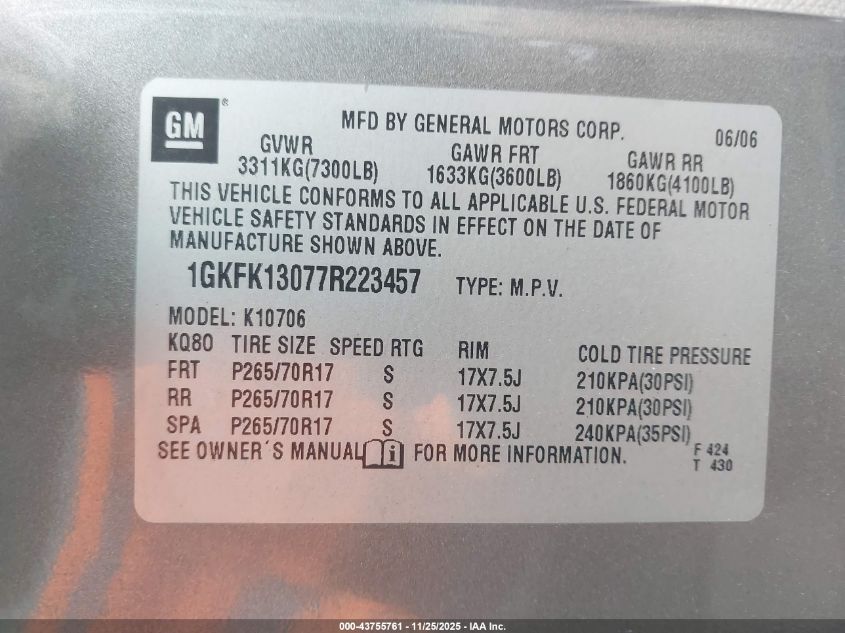 GM ®
MFD BY GENERAL MOTORS CORP. 06/06
GVWR GAWR FRT GAWR RR
3311KG(7300LB) 1633KG(3600LB) 1860KG(4100LB)
THIS VEHICLE CONFORMS TO ALL APPLICABLE U.S. FEDERAL MOTOR
VEHICLE SAFETY STANDARDS IN EFFECT ON THE DATE OF
MANUFACTURE SHOWN ABOVE.
1GKFK13077R223457 TYPE: M.P.V.
MODEL: K10706
KQ80 TIRE SIZE SPEED RTG RIM COLD TIRE PRESSURE
FRT P265/70R17 S 17X7.5J 210KPA(30PSI)
RR P265/70R17 S 17X7.5J 210KPA(30PSI)
SPA P265/70R17 S 17X7.5J 240KPA(35PSI)
SEE OWNER´S MANUAL i FOR MORE INFORMATION.
F 424
T 430
000-43755761 - 11/25/2025 - IAA Inc.